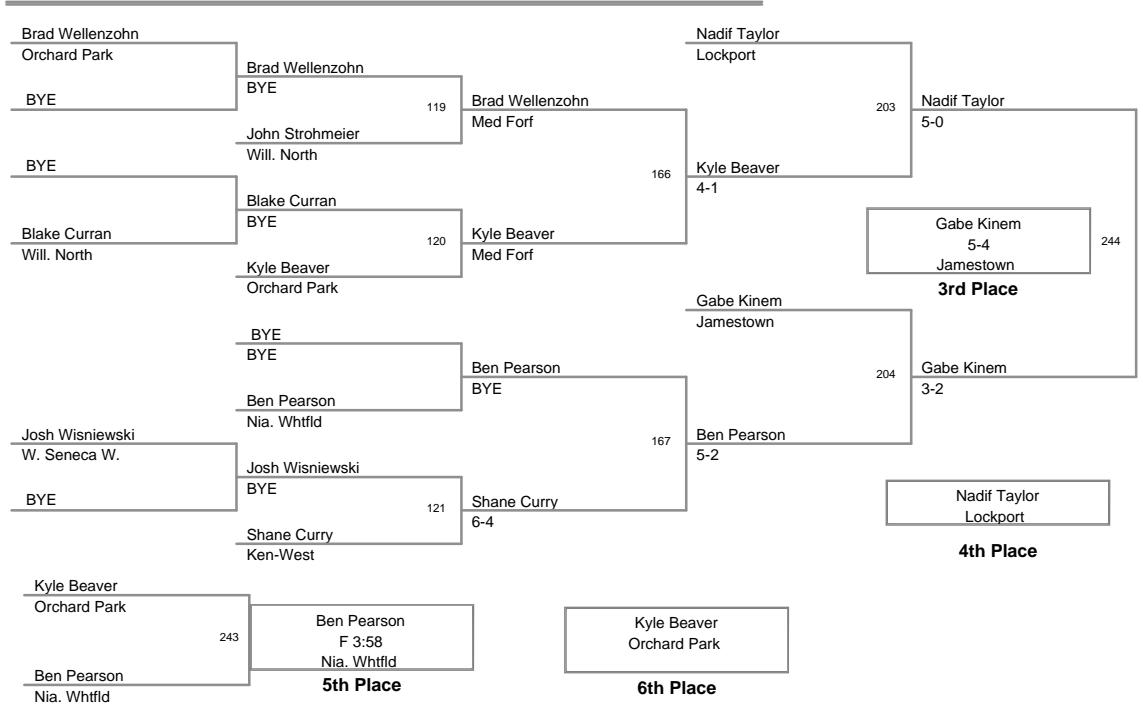 Brad Wellenzohn
Orchard Park
BYE
BYE
Blake Curran
Will. North
Brad Wellenzohn
BYE
119
John Strohmeier
Will. North
Blake Curran
BYE
120
Kyle Beaver
Orchard Park
BYE
BYE
Ben Pearson
Nia. Whtfld
Josh Wisniewski
W. Seneca W.
BYE
Josh Wisniewski
BYE
121
Shane Curry
Ken-West
Brad Wellenzohn
Med Forf
166
Kyle Beaver
Med Forf
Ben Pearson
BYE
167
Shane Curry
6-4
Nadif Taylor
Lockport
203
Kyle Beaver
4-1
Gabe Kinem
Jamestown
204
Ben Pearson
5-2
Nadif Taylor
5-0
244
Gabe Kinem
3-2
Gabe Kinem
5-4
Jamestown
3rd Place
Nadif Taylor
Lockport
4th Place
Kyle Beaver
Orchard Park
243
Ben Pearson
Nia. Whtfld
Ben Pearson
F 3:58
Nia. Whtfld
5th Place
Kyle Beaver
Orchard Park
6th Place